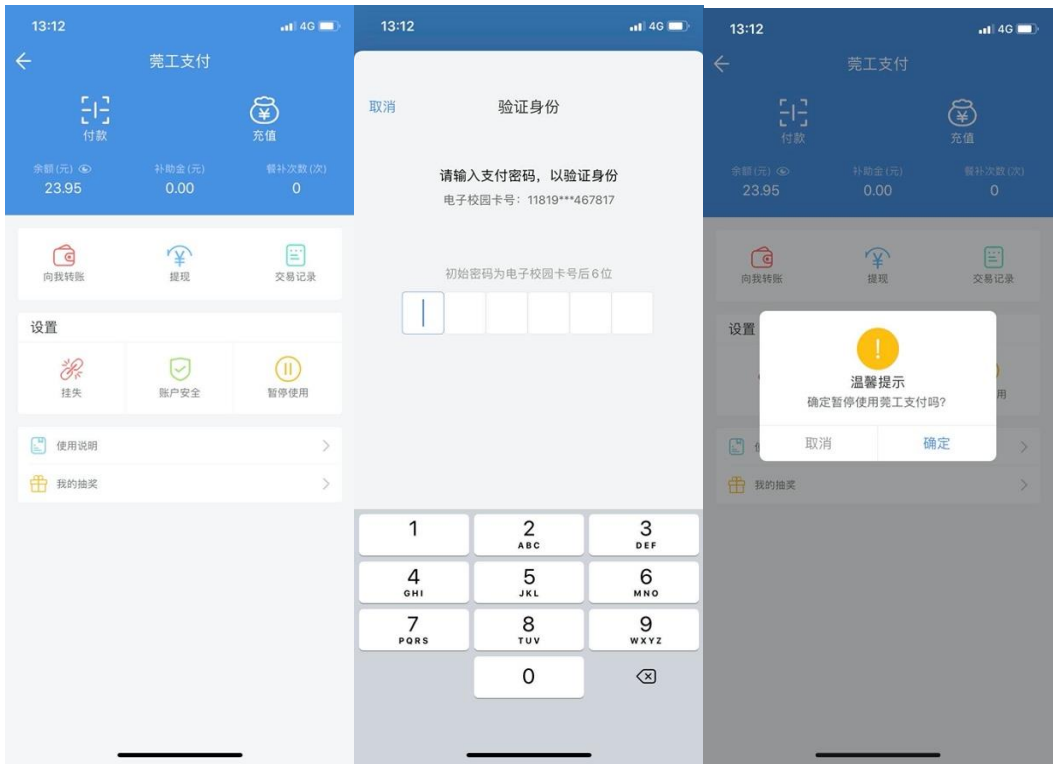 13:12
4G
莞工支付
付款
充值
余额(元)
补助金(元)
餐补次数(次)
23.95
0.00
0
向我转账
提现
交易记录
设置
挂失
账户安全
暂停使用
使用说明
我的抽奖
13:12
4G
取消
验证身份
请输入支付密码，以验证身份
电子校园卡号：11819***467817
初始密码为电子校园卡号后6位
1
2
ABC
3
DEF
4
GHI
5
JKL
6
MNO
7
PQRS
8
TUV
9
WXYZ
0
13:12
4G
莞工支付
付款
充值
余额(元)
补助金(元)
餐补次数(次)
23.95
0.00
0
向我转账
提现
交易记录
设置
用
温馨提示
确定暂停使用莞工支付吗?
取消
确定
我的抽奖